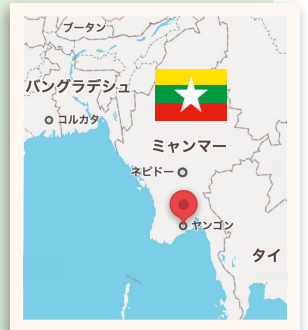 ブータン
バングラデシュ
コルカタ
ミャンマー
ネピドー
ヤンゴン
タイ